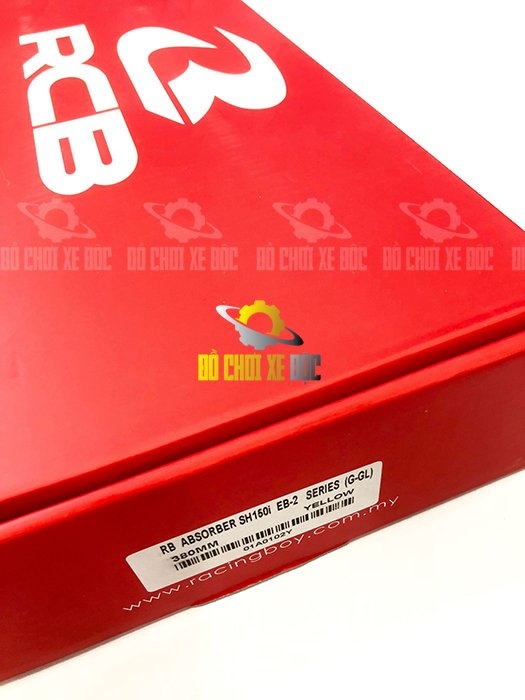 RCB
ĐỒ CHƠI XE ĐỘC ĐỒ CHƠI XE ĐỘC ĐỒ CHƠI XE ĐỘC ĐỒ CHƠI XE ĐỘC
ĐỒ CHƠI XE ĐỘC
RB ABSORBER SH150i EB-2 SERIES (G-GL)
380MM YELLOW
01A0102Y
www.racingboy.com.my